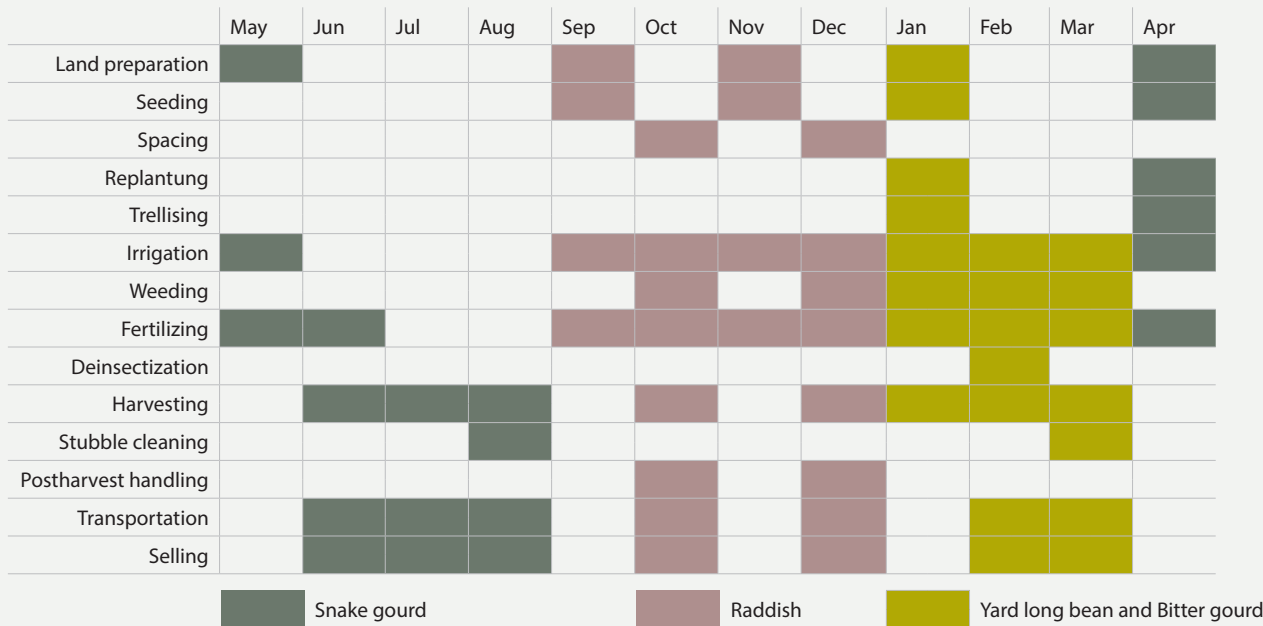 May Jun Jul Aug Sep Oct Nov Dec Jan Feb Mar Apr
Land preparation
Seeding
Spacing
Replantung
Trellising
Irrigation
Weeding
Fertilizing
Deinsectization
Harvesting
Stubble cleaning
Postharvest handling
Transportation
Selling
Snake gourd Raddish Yard long bean and Bitter gourd